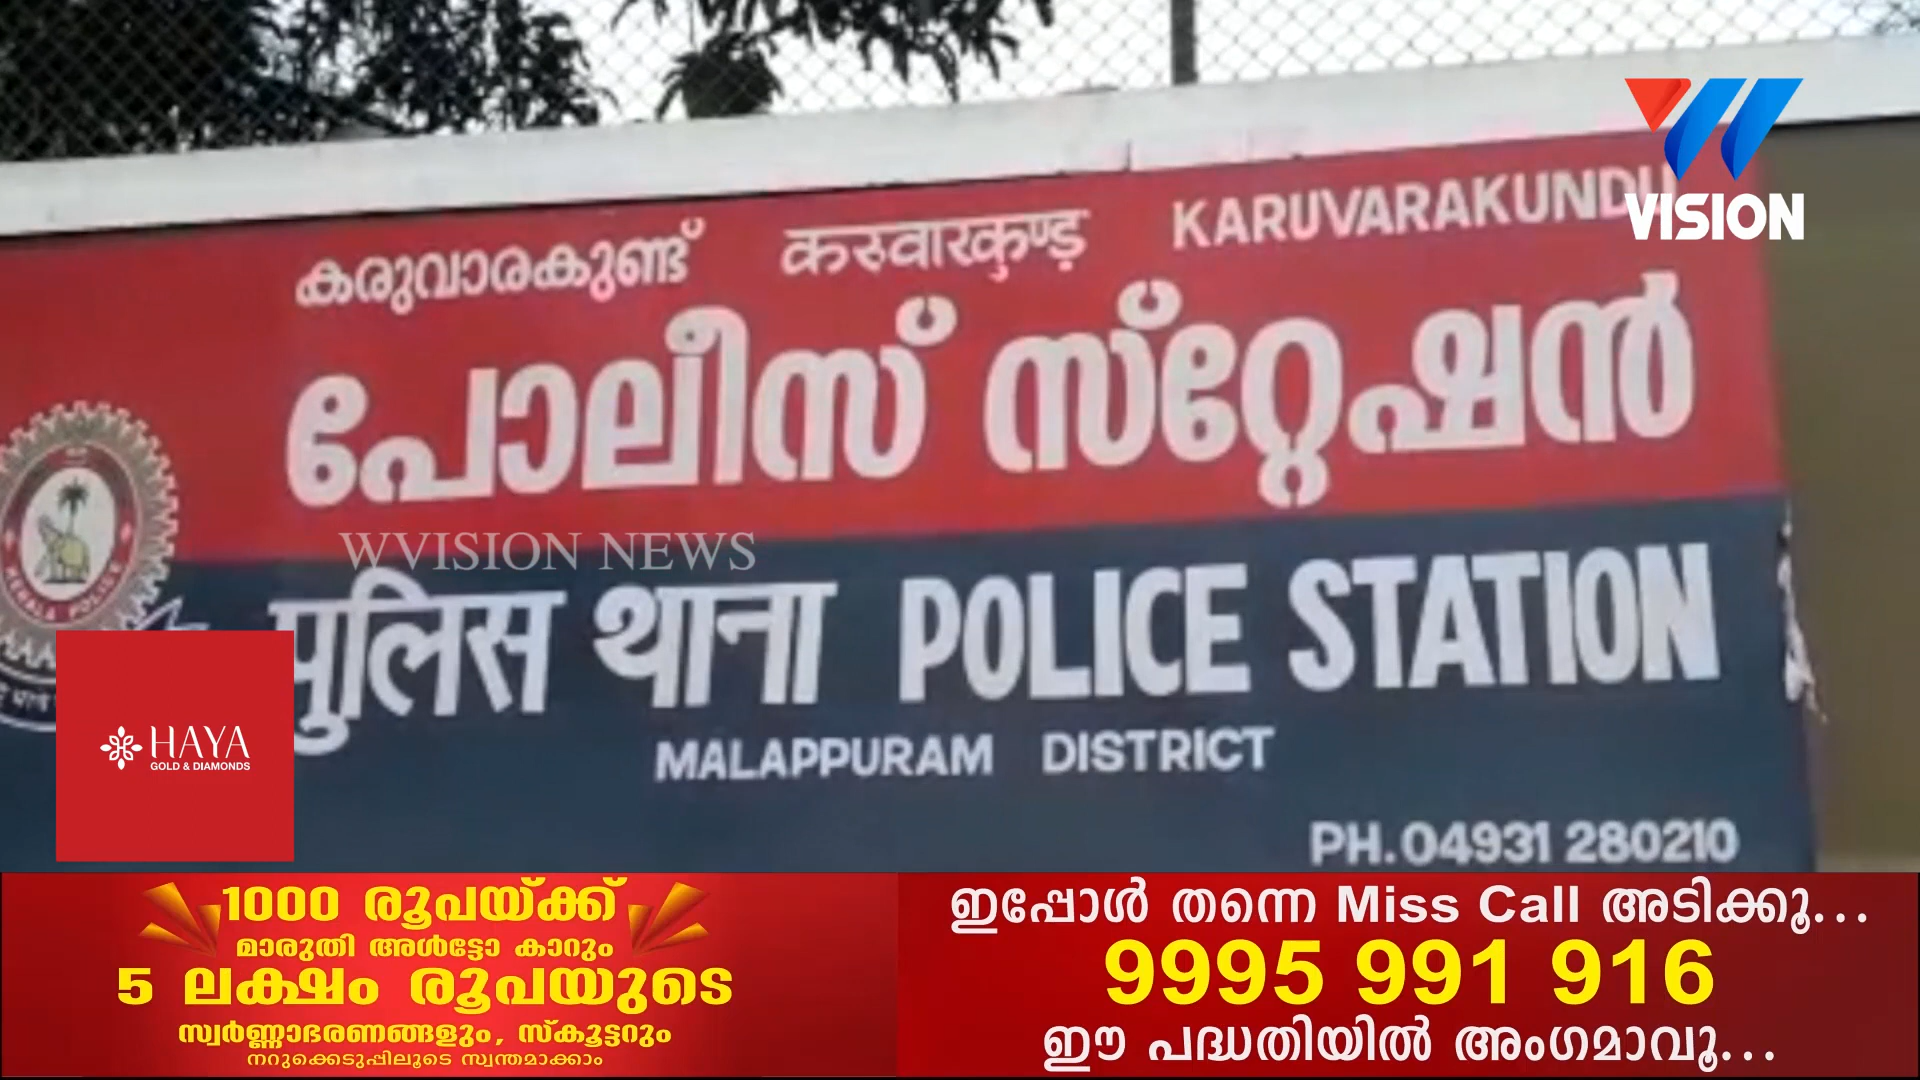 കരുവാരകുണ്ട് करुवारकुण्ड़ KARUVARAKUNDU
VISION
പോലീസ് സ്റ്റേഷൻ
WVISION NEWS
पुलिस थाना POLICE STATION
KERALA POLICE
MALAPPURAM DISTRICT
HAYA
GOLD & DIAMONDS
PH.04931 280210
1000 രൂപയ്ക്ക്
മാരുതി അൾട്ടോ കാറും
5 ലക്ഷം രൂപയുടെ
സ്വർണ്ണാഭരണങ്ങളും, സ്കൂട്ടറും
നറുക്കെടുപ്പിലൂടെ സ്വന്തമാക്കാം
ഇപ്പോൾ തന്നെ Miss Call അടിക്കൂ...
9995 991 916
ഈ പദ്ധതിയിൽ അംഗമാവൂ...